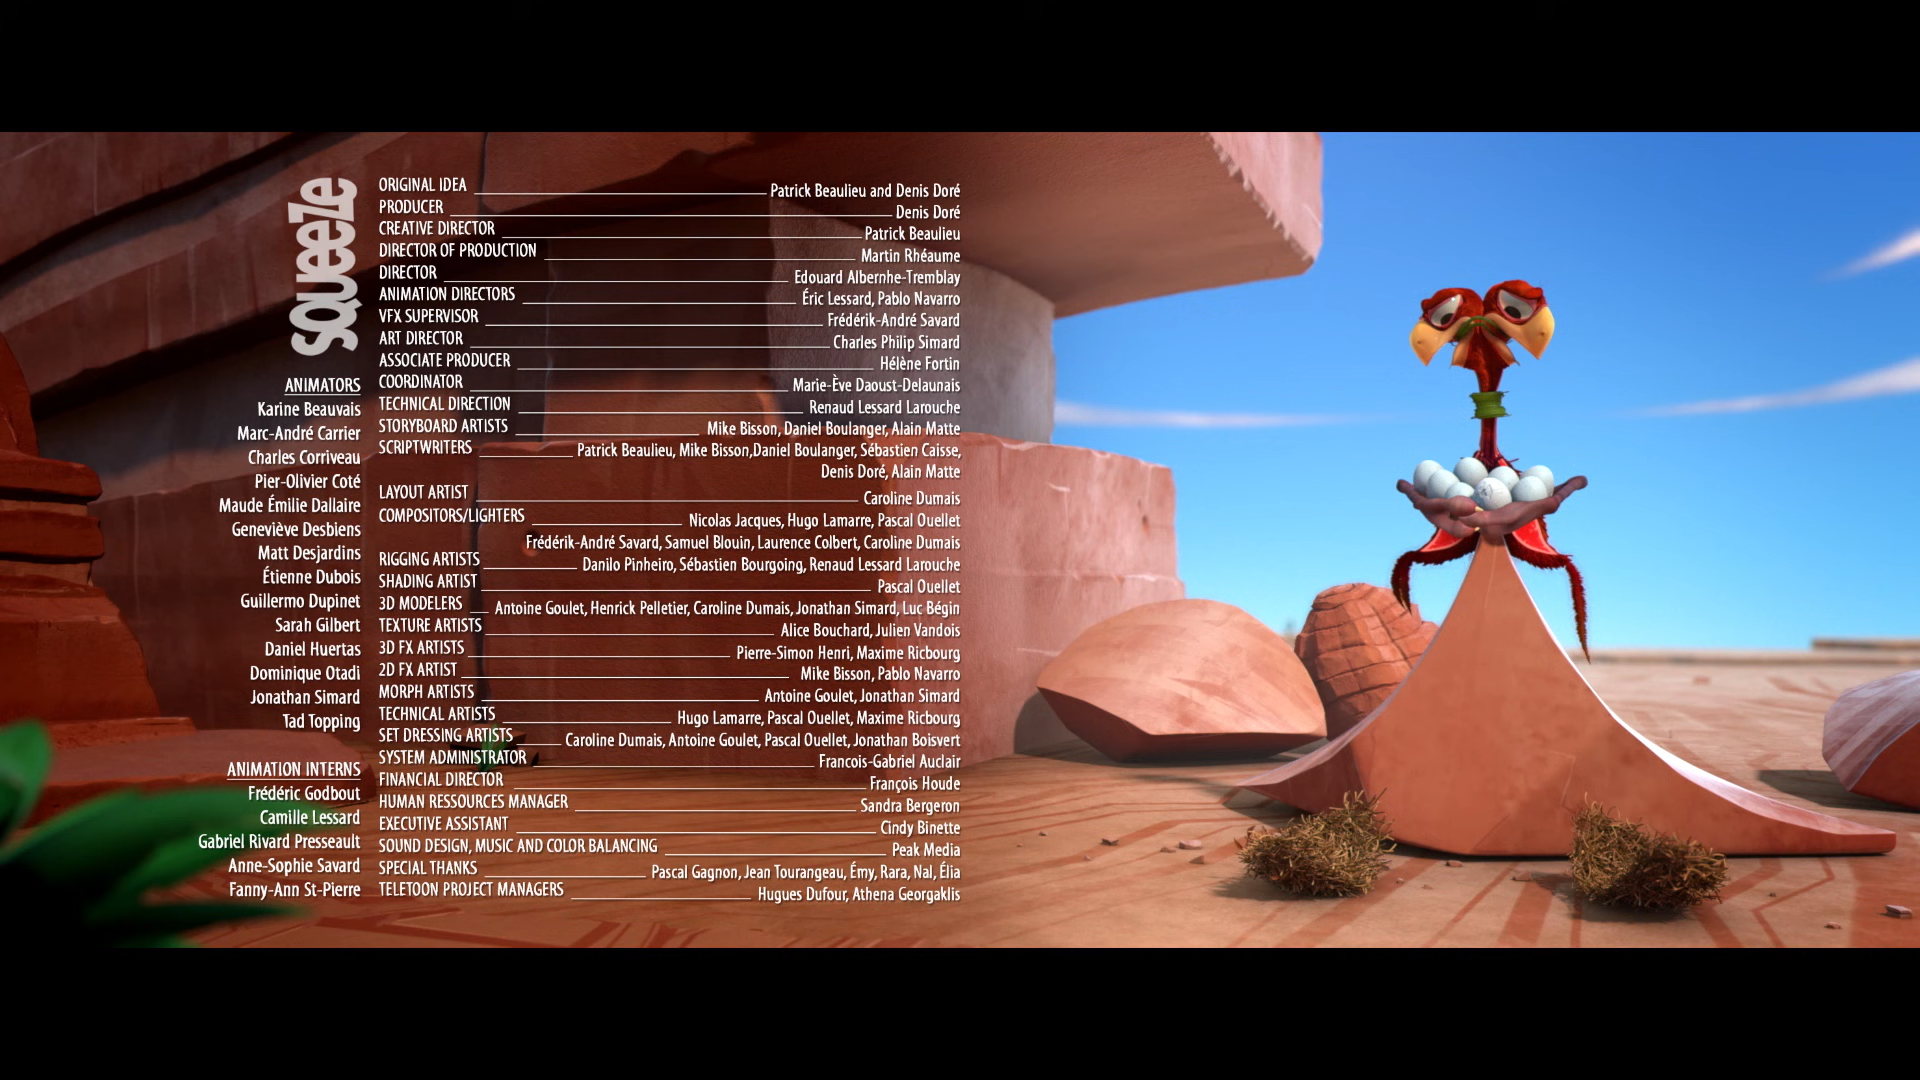 squeeze
ANIMATORS
Karine Beauvais
Marc-André Carrier
Charles Corriveau
Pier-Olivier Coté
Maude Émilie Dallaire
Geneviève Desbiens
Matt Desjardins
Étienne Dubois
Guillermo Dupinet
Sarah Gilbert
Daniel Huertas
Dominique Otadi
Jonathan Simard
Tad Topping
ANIMATION INTERNS
Frédéric Godbout
Camille Lessard
Gabriel Rivard Presseault
Anne-Sophie Savard
Fanny-Ann St-Pierre
ORIGINAL IDEA Patrick Beaulieu and Denis Doré
PRODUCER Denis Doré
CREATIVE DIRECTOR Patrick Beaulieu
DIRECTOR OF PRODUCTION Martin Rhéaume
DIRECTOR Edouard Albernhe-Tremblay
ANIMATION DIRECTORS Éric Lessard, Pablo Navarro
VFX SUPERVISOR Frédérik-André Savard
ART DIRECTOR Charles Philip Simard
ASSOCIATE PRODUCER Hélène Fortin
COORDINATOR Marie-Ève Daoust-Delaunais
TECHNICAL DIRECTION Renaud Lessard Larouche
STORYBOARD ARTISTS Mike Bisson, Daniel Boulanger, Alain Matte
SCRIPTWRITERS Patrick Beaulieu, Mike Bisson,Daniel Boulanger, Sébastien Caisse,
Denis Doré, Alain Matte
LAYOUT ARTIST Caroline Dumais
COMPOSITORS/LIGHTERS Nicolas Jacques, Hugo Lamarre, Pascal Ouellet
Frédérik-André Savard, Samuel Blouin, Laurence Colbert, Caroline Dumais
RIGGING ARTISTS Danilo Pinheiro, Sébastien Bourgoing, Renaud Lessard Larouche
SHADING ARTIST Pascal Ouellet
3D MODELERS Antoine Goulet, Henrick Pelletier, Caroline Dumais, Jonathan Simard, Luc Bégin
TEXTURE ARTISTS Alice Bouchard, Julien Vandois
3D FX ARTISTS Pierre-Simon Henri, Maxime Ricbourg
2D FX ARTIST Mike Bisson, Pablo Navarro
MORPH ARTISTS Antoine Goulet, Jonathan Simard
TECHNICAL ARTISTS Hugo Lamarre, Pascal Ouellet, Maxime Ricbourg
SET DRESSING ARTISTS Caroline Dumais, Antoine Goulet, Pascal Ouellet, Jonathan Boisvert
SYSTEM ADMINISTRATOR Francois-Gabriel Auclair
FINANCIAL DIRECTOR François Houde
HUMAN RESSOURCES MANAGER Sandra Bergeron
EXECUTIVE ASSISTANT Cindy Binette
SOUND DESIGN, MUSIC AND COLOR BALANCING Peak Media
SPECIAL THANKS Pascal Gagnon, Jean Tourangeau, Émy, Rara, Nal, Élia
TELETOON PROJECT MANAGERS Hugues Dufour, Athena Georgaklis